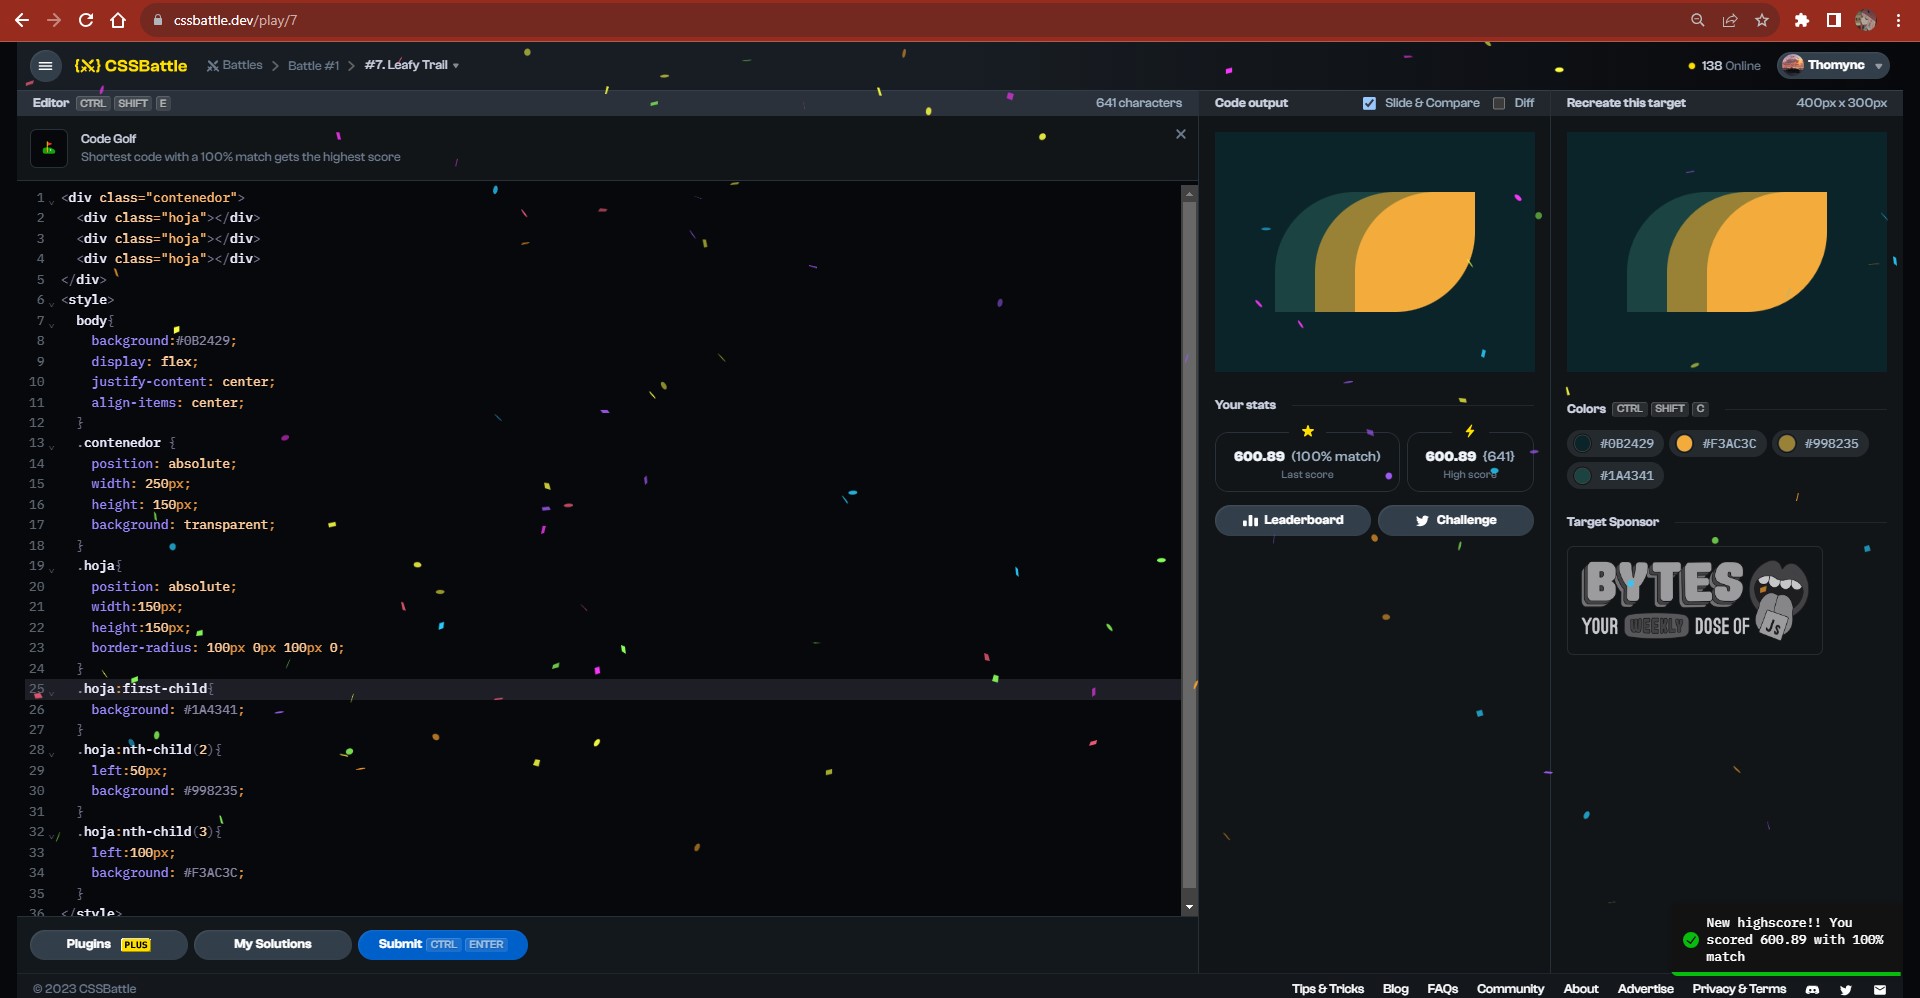 cssbattle.dev/play/7
CSSBattle
Battles
Battle #1
#7. Leafy Trail
138 Online
Thomync
Editor CTRL SHIFT E
641 characters
Code output
Slide & Compare
Diff
Recreate this target
400px x 300px
Code Golf
Shortest code with a 100% match gets the highest score
1 <div class="contenedor">
2 <div class="hoja"></div>
3 <div class="hoja"></div>
4 <div class="hoja"></div>
5 </div>
6 <style>
7 body{
8 background:#0B2429;
9 display: flex;
10 justify-content: center;
11 align-items: center;
12 }
13 .contenedor {
14 position: absolute;
15 width: 250px;
16 height: 150px;
17 background: transparent;
18 }
19 .hoja{
20 position: absolute;
21 width:150px;
22 height:150px;
23 border-radius: 100px 0px 100px 0;
24 }
25 .hoja:first-child{
26 background: #1A4341;
27 }
28 .hoja:nth-child(2){
29 left:50px;
30 background: #998235;
31 }
32 .hoja:nth-child(3){
33 left:100px;
34 background: #F3AC3C;
35 }
36 </style>
Your stats
600.89 (100% match)
Last score
600.89 {641}
High score
Leaderboard
Challenge
Colors CTRL SHIFT C
#0B2429
#F3AC3C
#998235
#1A4341
Target Sponsor
BYTES
YOUR WEEKLY DOSE OF JS
Plugins PLUS
My Solutions
Submit CTRL ENTER
New highscore!! You
scored 600.89 with 100%
match
© 2023 CSSBattle
Tips & Tricks
Blog
FAQs
Community
About
Advertise
Privacy & Terms